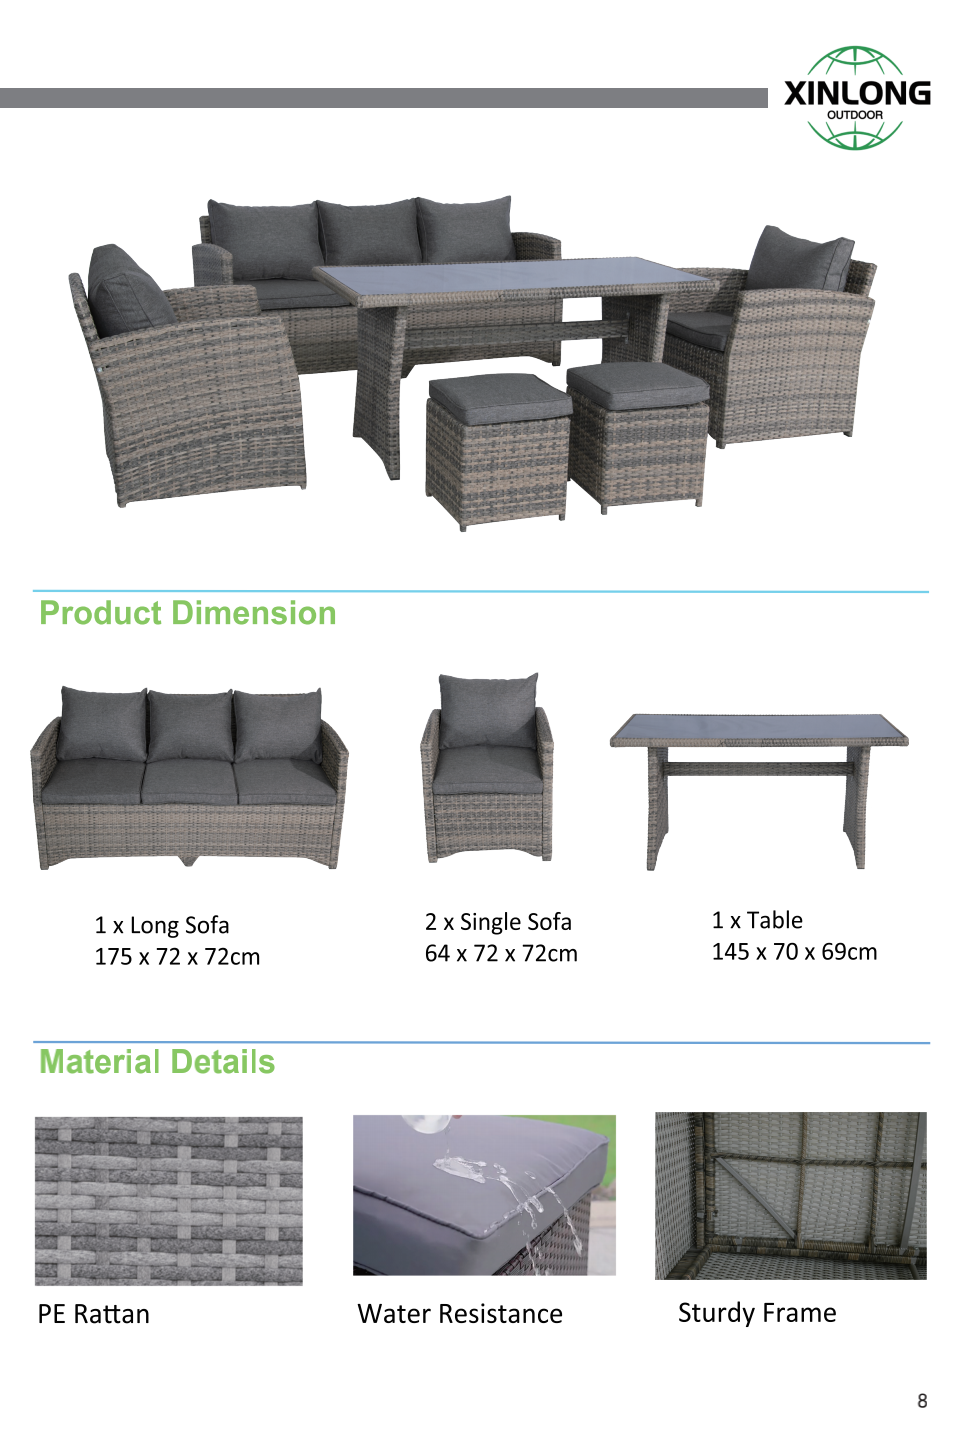 XINLONG
OUTDOOR
Product Dimension
1 x Long Sofa
175 x 72 x 72cm
2 x Single Sofa
64 x 72 x 72cm
1 x Table
145 x 70 x 69cm
Material Details
PE Rattan
Water Resistance
Sturdy Frame
8